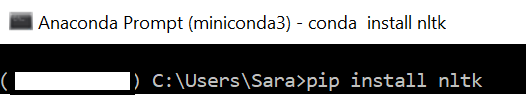 Anaconda Prompt (miniconda3) - conda  install nltk
(          ) C:\Users\Sara>pip install nltk